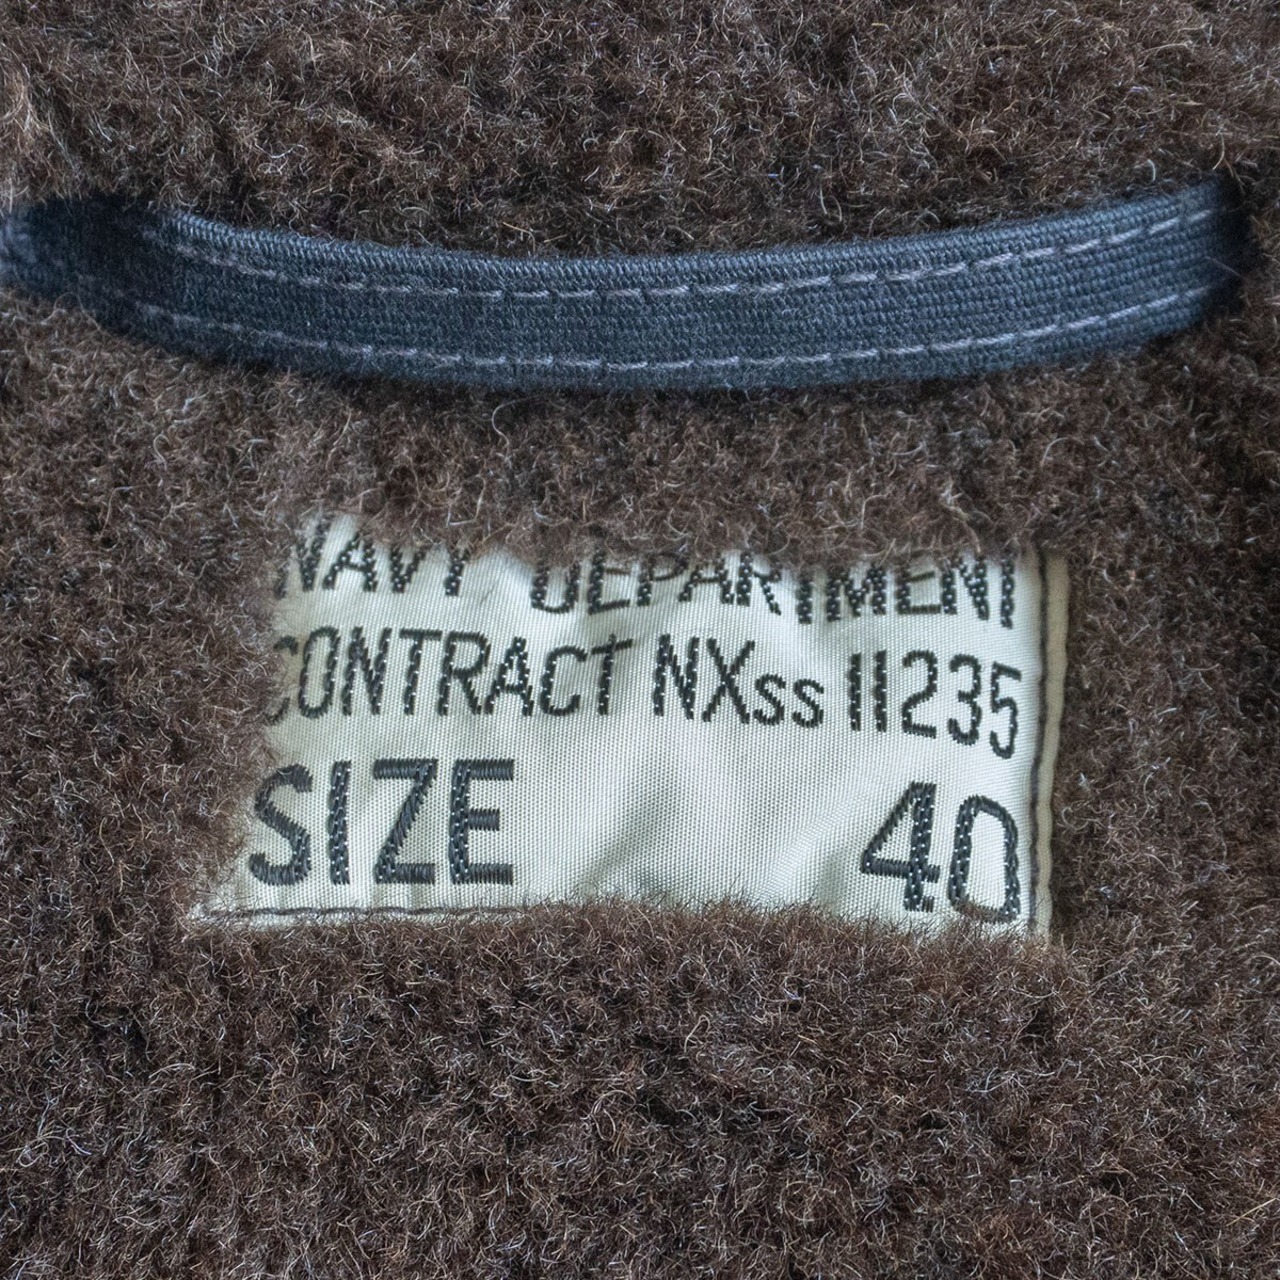 NAVY DEPARTMENT
CONTRACT NXss 11235
SIZE 40